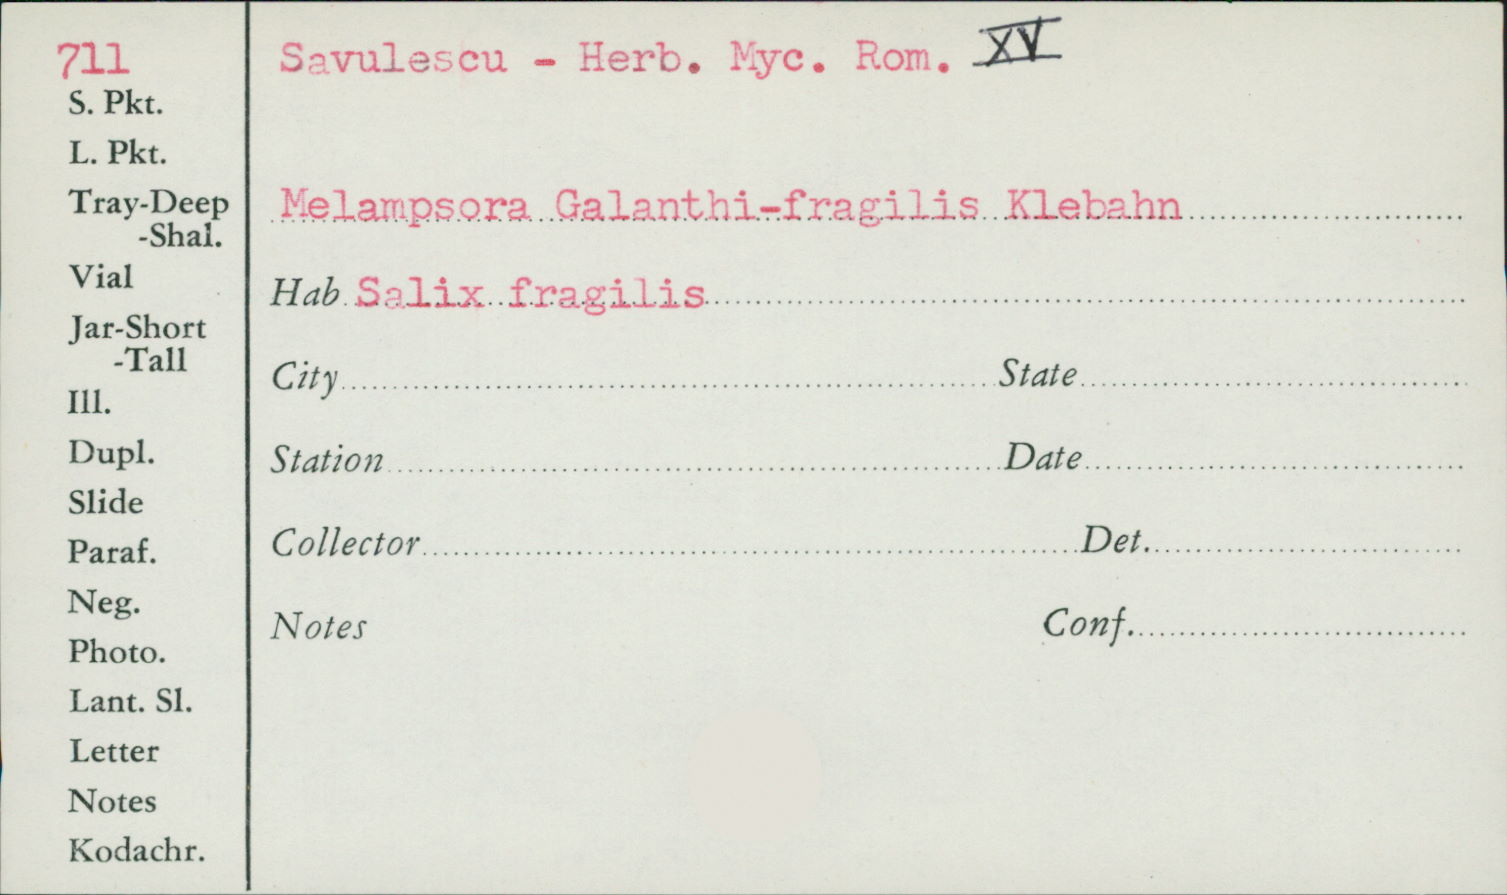 711
Savulescu - Herb. Myc. Rom. XV
S. Pkt.
L. Pkt.
Tray-Deep
-Shal.
Vial
Jar-Short
-Tall
Ill.
Dupl.
Slide
Paraf.
Neg.
Photo.
Lant. Sl.
Letter
Notes
Kodachr.
Melampsora Galanthi-fragilis Klebahn
Hab Salix fragilis
City State
Station Date
Collector Det.
Notes Conf.